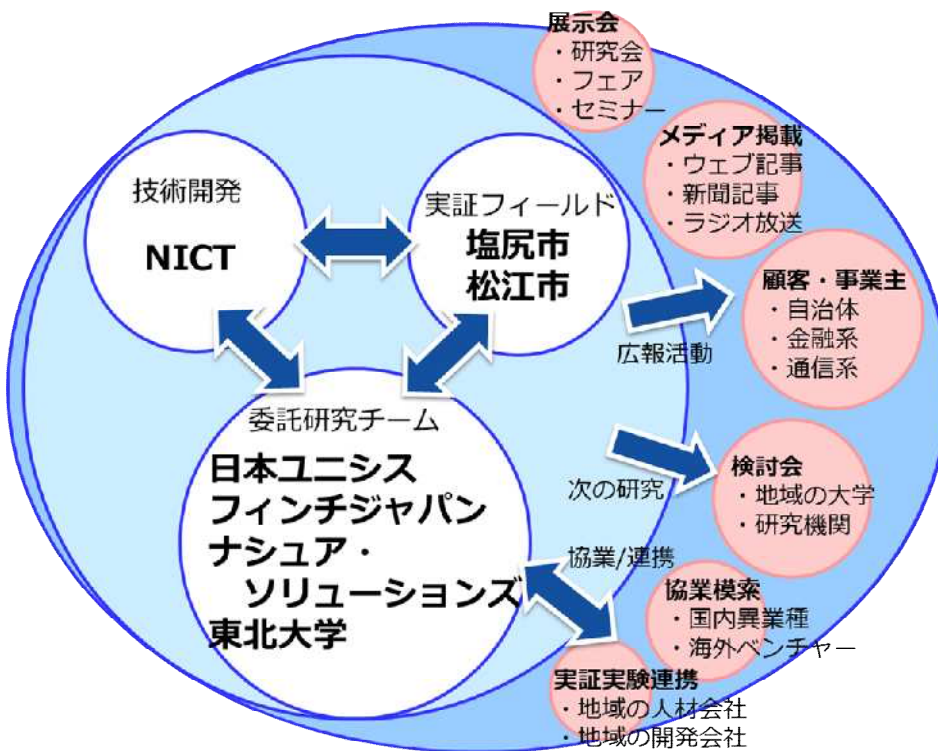 展示会
・研究会
・フェア
・セミナー
メディア掲載
・ウェブ記事
・新聞記事
・ラジオ放送
技術開発
NICT
実証フィールド
塩尻市
松江市
顧客・事業主
・自治体
・金融系
・通信系
広報活動
委託研究チーム
日本ユニシス
フィンチジャパン
ナシュア・
ソリューションズ
東北大学
次の研究
検討会
・地域の大学
・研究機関
協業/連携
協業模索
・国内異業種
・海外ベンチャー
実証実験連携
・地域の人材会社
・地域の開発会社